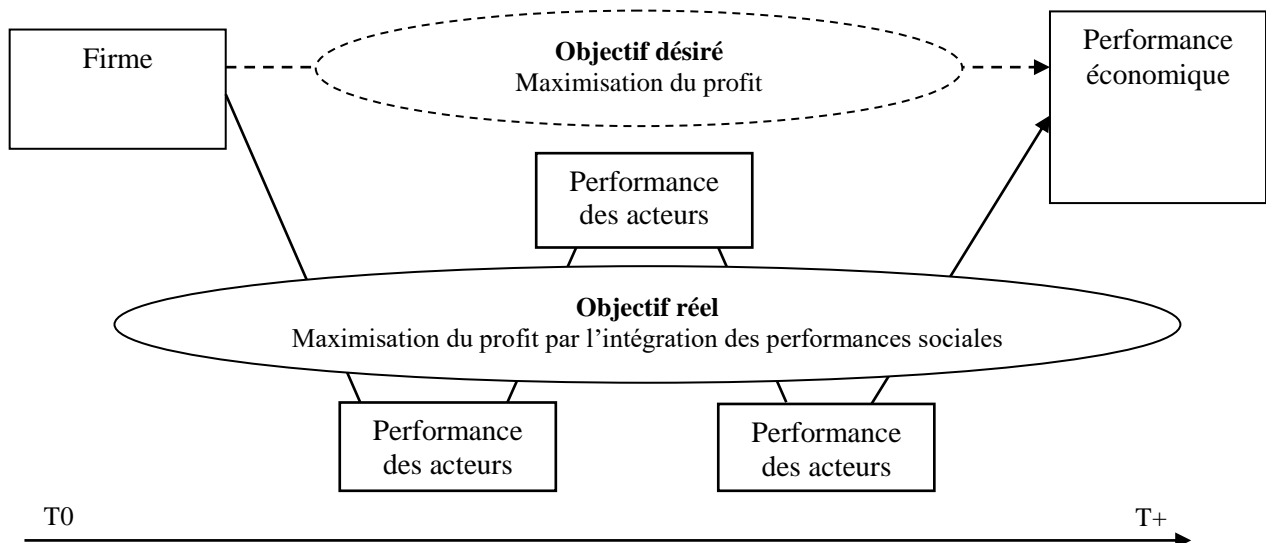 Firme
Objectif désiré
Maximisation du profit
Performance
économique
Performance
des acteurs
Objectif réel
Maximisation du profit par l’intégration des performances sociales
Performance
des acteurs
Performance
des acteurs
T0
T+